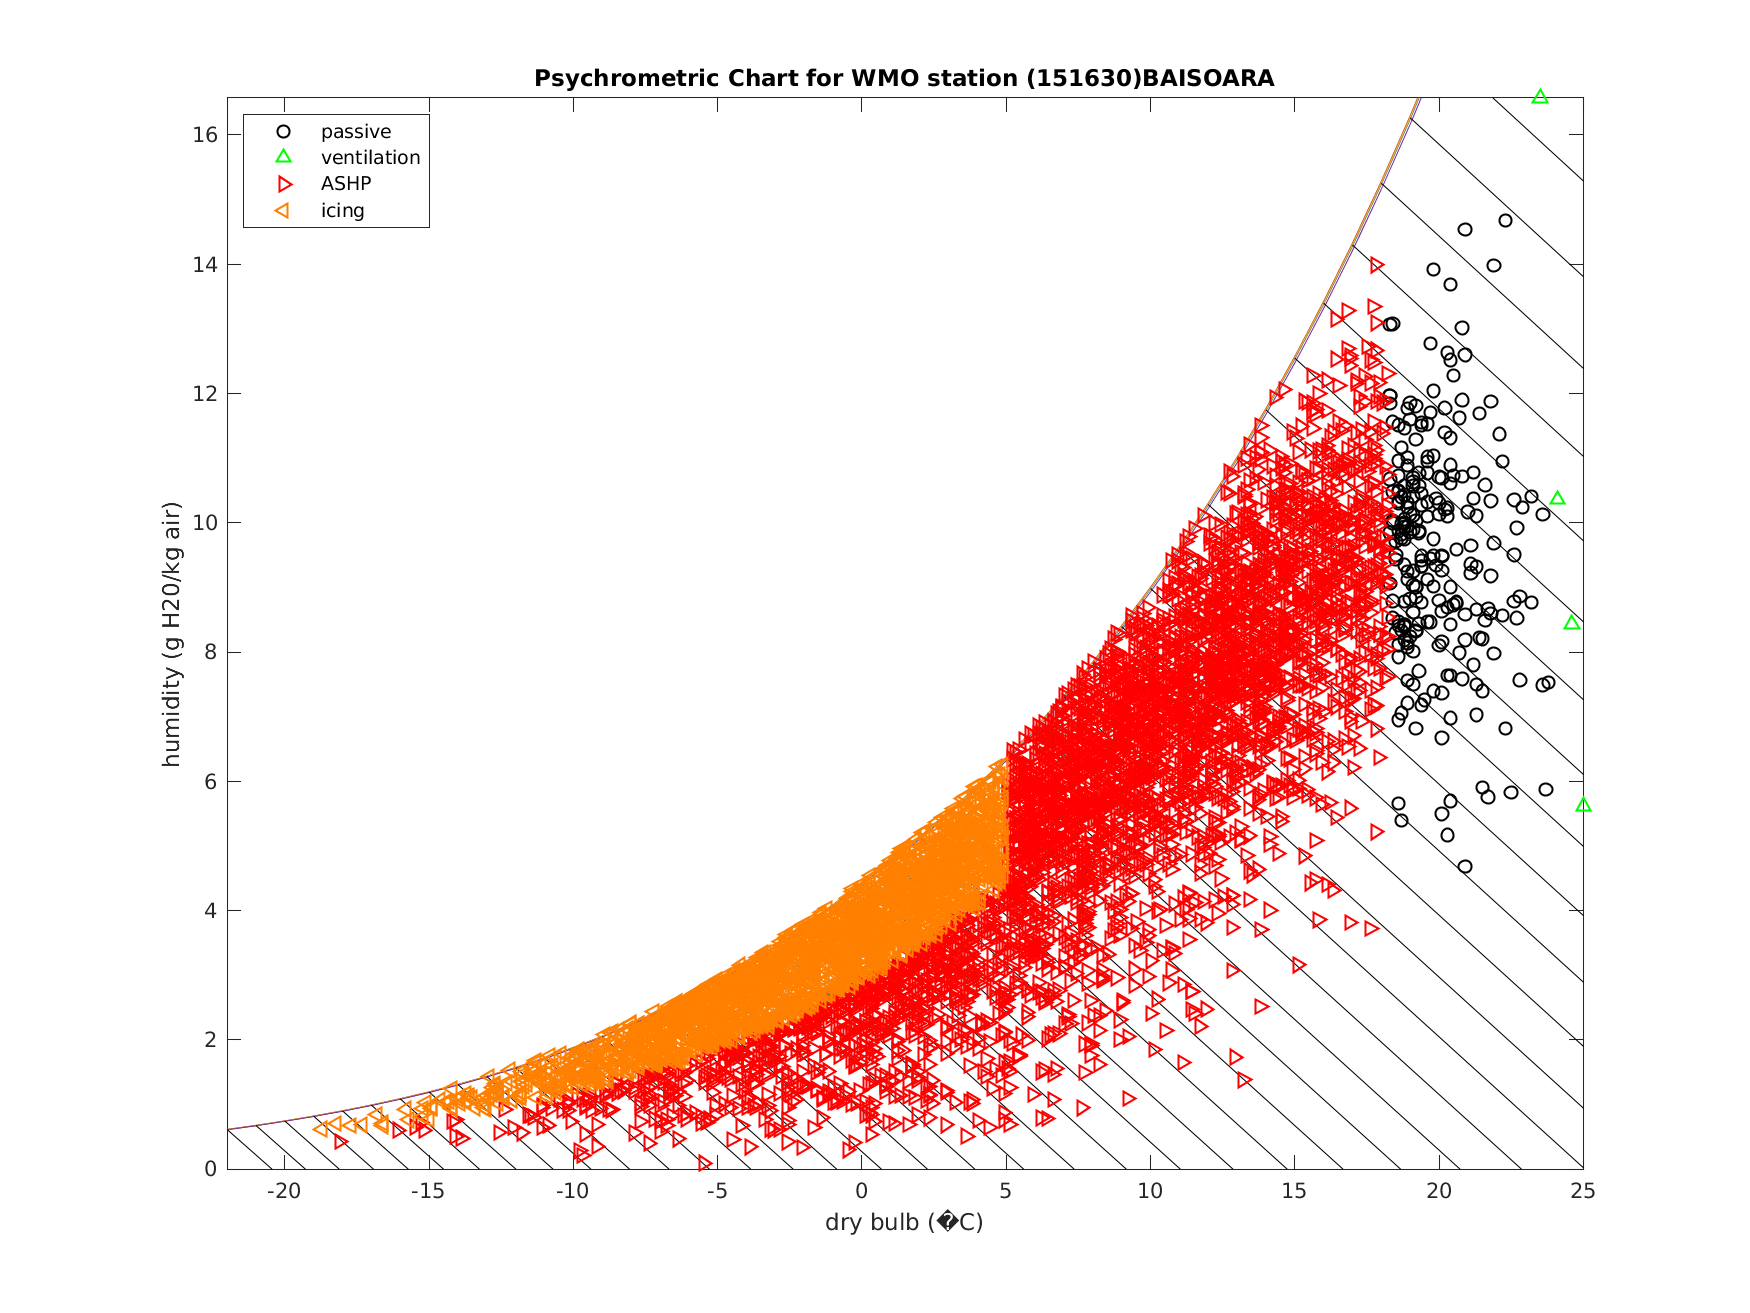 Psychrometric Chart for WMO station (151630)BAISOARA
passive
ventilation
ASHP
icing
humidity (g H20/kg air)
16
14
12
10
8
6
4
2
0
-20 -15 -10 -5 0 5 10 15 20 25
dry bulb (�C)